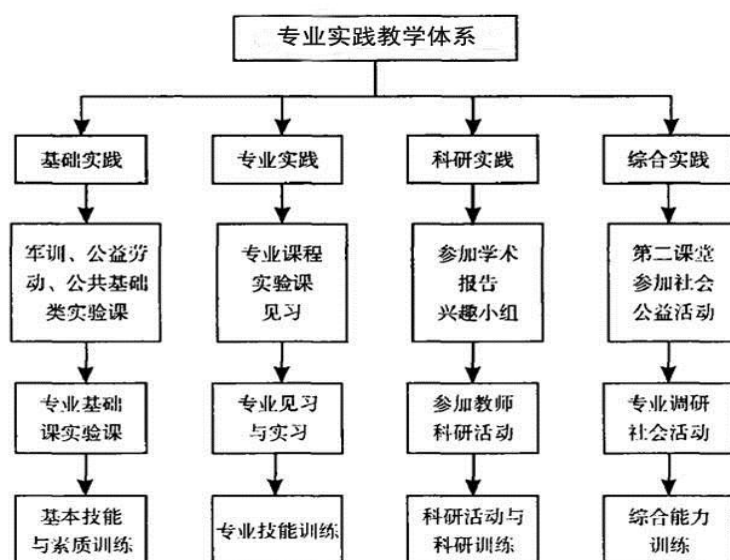 专业实践教学体系
基础实践
专业实践
科研实践
综合实践
军训、公益劳
动、公共基础
类实验课
专业课程
实验课
见习
参加学术
报告
兴趣小组
第二课堂
参加社会
公益活动
专业基础
课实验课
专业见习
与实习
参加教师
科研活动
专业调研
社会活动
基本技能
与素质训练
专业技能训练
科研活动与
科研训练
综合能力
训练